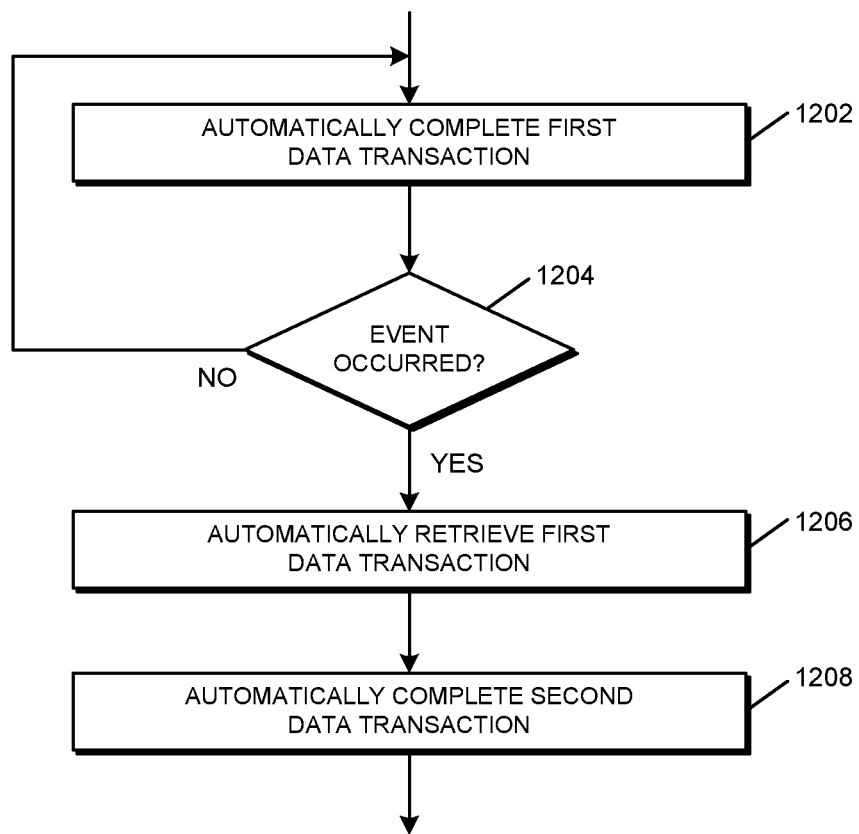 1202
AUTOMATICALLY COMPLETE FIRST
DATA TRANSACTION
1204
EVENT
OCCURRED?
NO
YES
1206
AUTOMATICALLY RETRIEVE FIRST
DATA TRANSACTION
1208
AUTOMATICALLY COMPLETE SECOND
DATA TRANSACTION